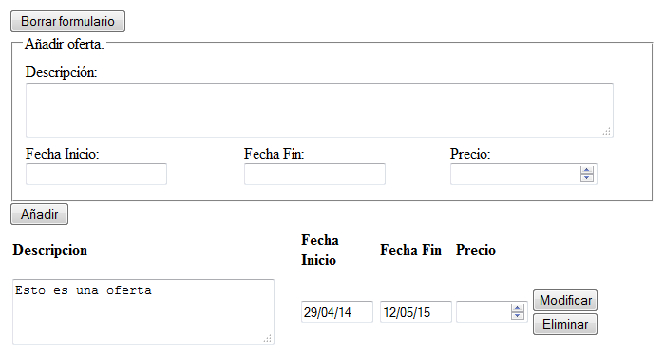 Borrar formulario
Añadir oferta.
Descripción:
Fecha Inicio: Fecha Fin: Precio:
Añadir
Descripcion Fecha Inicio Fecha Fin Precio
Esto es una oferta
29/04/14 12/05/15
Modificar
Eliminar